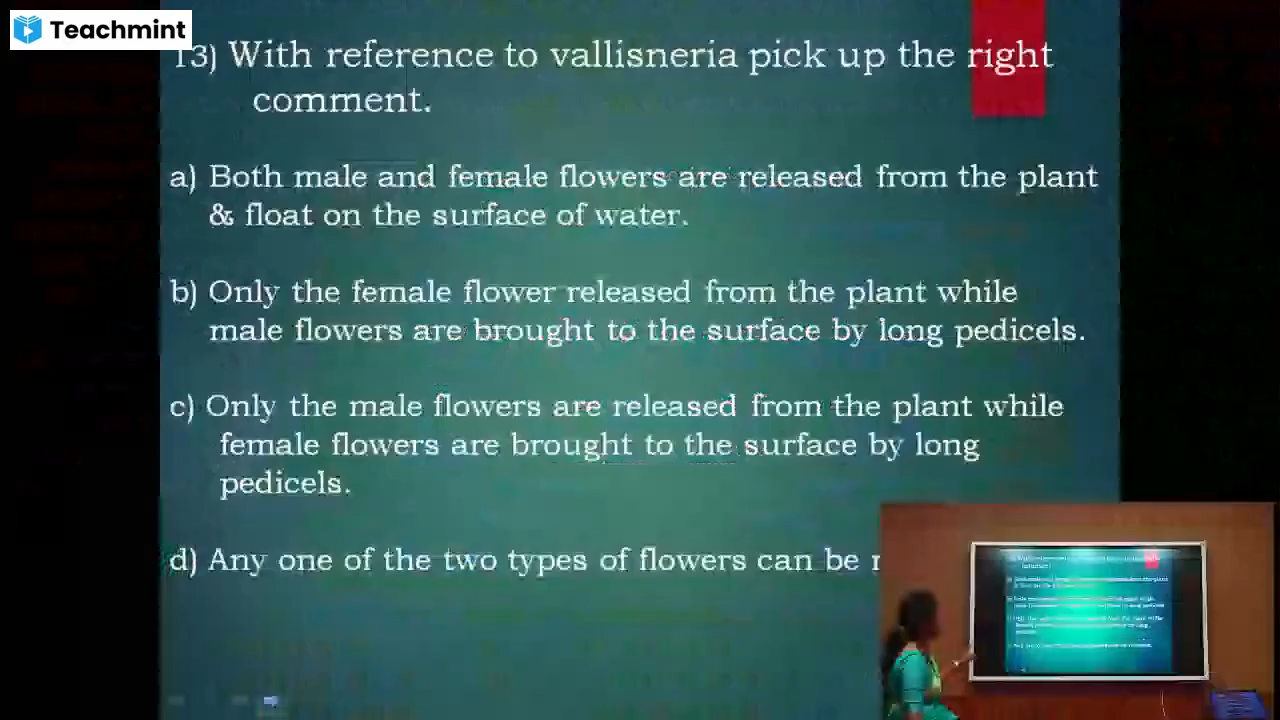 Teachmint
13) With reference to vallisneria pick up the right
comment.
a) Both male and female flowers are released from the plant
& float on the surface of water.
b) Only the female flower released from the plant while
male flowers are brought to the surface by long pedicels.
c) Only the male flowers are released from the plant while
female flowers are brought to the surface by long
pedicels.
d) Any one of the two types of flowers can be